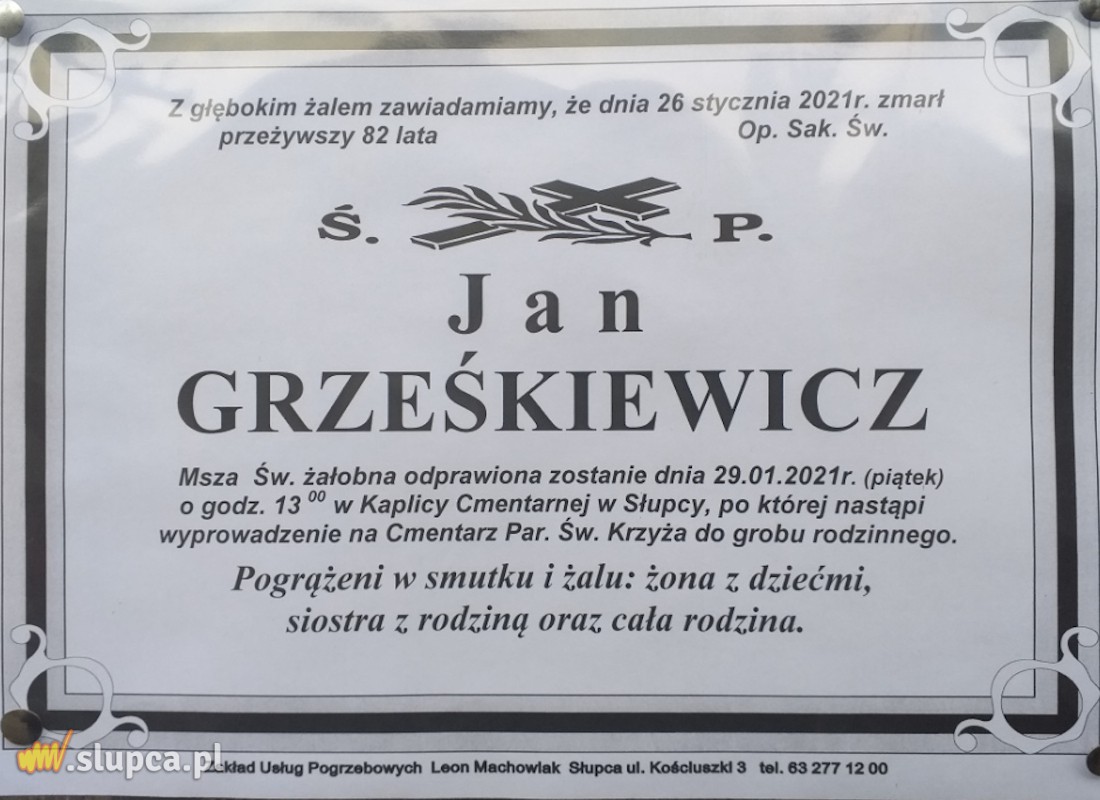 Z głębokim żalem zawiadamiamy, że dnia 26 stycznia 2021r. zmarł
przeżywszy 82 lata Op. Sak. Św.
Ś. P.
Jan
GRZEŚKIEWICZ
Msza Św. żałobna odprawiona zostanie dnia 29.01.2021r. (piątek)
o godz. 13 00 w Kaplicy Cmentarnej w Słupcy, po której nastąpi
wyprowadzenie na Cmentarz Par. Św. Krzyża do grobu rodzinnego.
Pogrążeni w smutku i żalu: żona z dziećmi,
siostra z rodziną oraz cała rodzina.
www.slupca.pl
Usług Pogrzebowych Leon Machowiak Słupca ul. Kościuszki 3 tel. 63 277 12 00